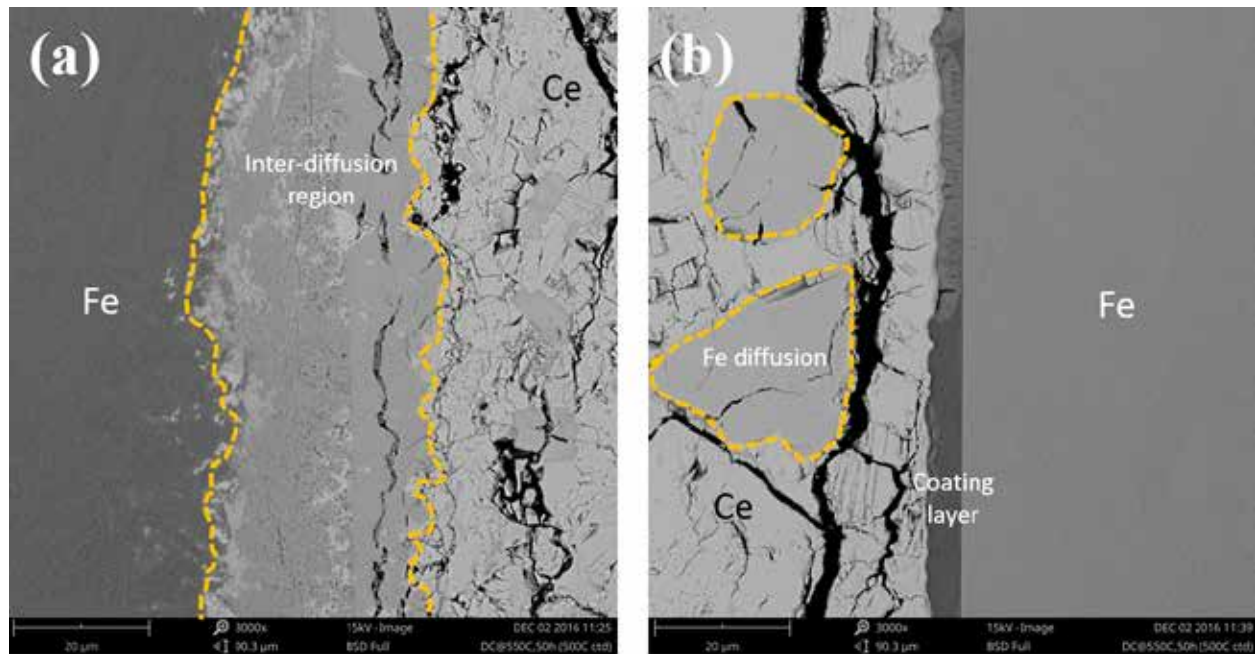 (a)
Ce
Inter-diffusion
region
Fe
20 µm
3000x
15kV - Image
DEC 02 2016 11:25
90.3 µm
BSD Full
DC@550C,50h (500C ctd)
(b)
Fe
Fe diffusion
Coating
layer
Ce
20 µm
3000x
15kV - Image
DEC 02 2016 11:39
90.3 µm
BSD Full
DC@550C,50h (500C ctd)